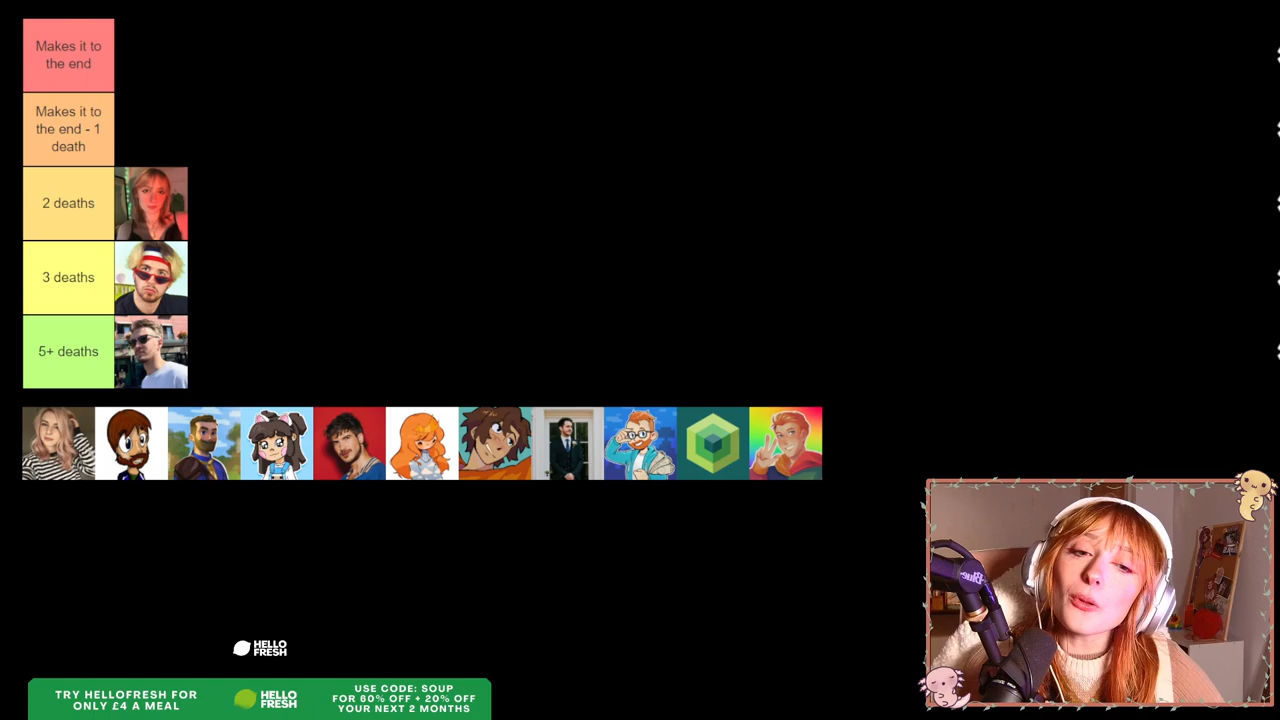 Makes it to
the end
Makes it to
the end - 1
death
2 deaths
3 deaths
5+ deaths
HELLO
FRESH
TRY HELLOFRESH FOR
ONLY £4 A MEAL
HELLO
FRESH
USE CODE: SOUP
FOR 60% OFF + 20% OFF
YOUR NEXT 2 MONTHS
Blue